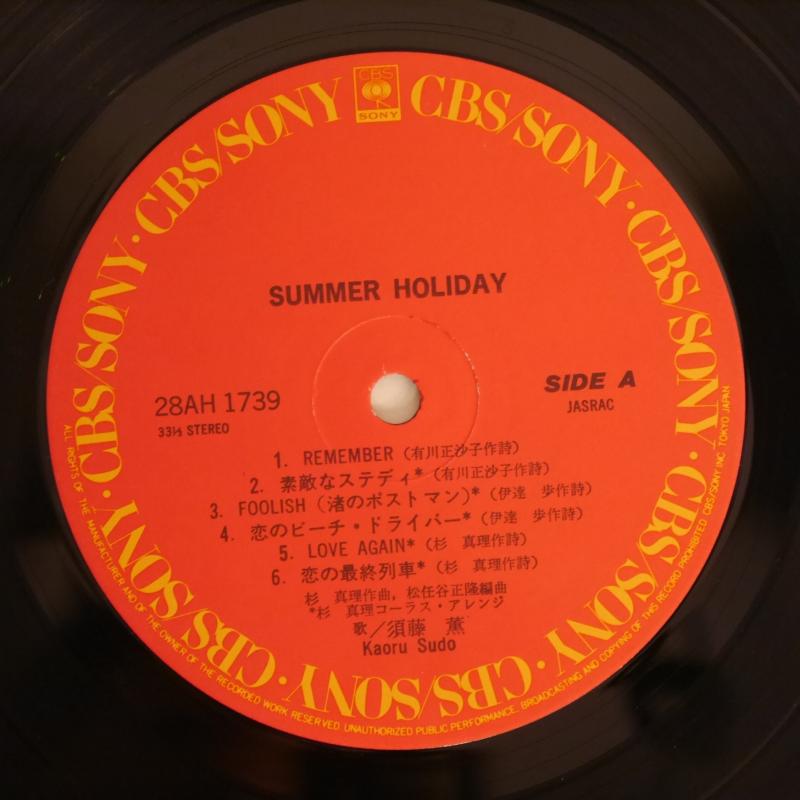 CBS
SONY
CBS/SONY・CBS/SONY・CBS/SONY・CBS/SONY・CBS/SONY・CBS/SONY・CBS/SONY・CBS/SONY
SUMMER HOLIDAY
28AH 1739
33⅓ STEREO
SIDE A
JASRAC
1. REMEMBER (有川正沙子作詩)
2. 素敵なステディ* (有川正沙子作詩)
3. FOOLISH (渚のポストマン)* (伊達 歩作詩)
4. 恋のビーチ・ドライバー* (伊達 歩作詩)
5. LOVE AGAIN* (杉 真理作詩)
6. 恋の最終列車* (杉 真理作詩)
杉 真理作曲, 松任谷正隆編曲
*杉 真理コーラス・アレンジ
歌/須藤 薫
Kaoru Sudo
ALL RIGHTS OF THE MANUFACTURER AND OF THE OWNER OF THE RECORDED WORK RESERVED. UNAUTHORIZED PUBLIC PERFORMANCE, BROADCASTING AND COPYING OF THIS RECORD PROHIBITED CBS/SONY INC. TOKYO JAPAN